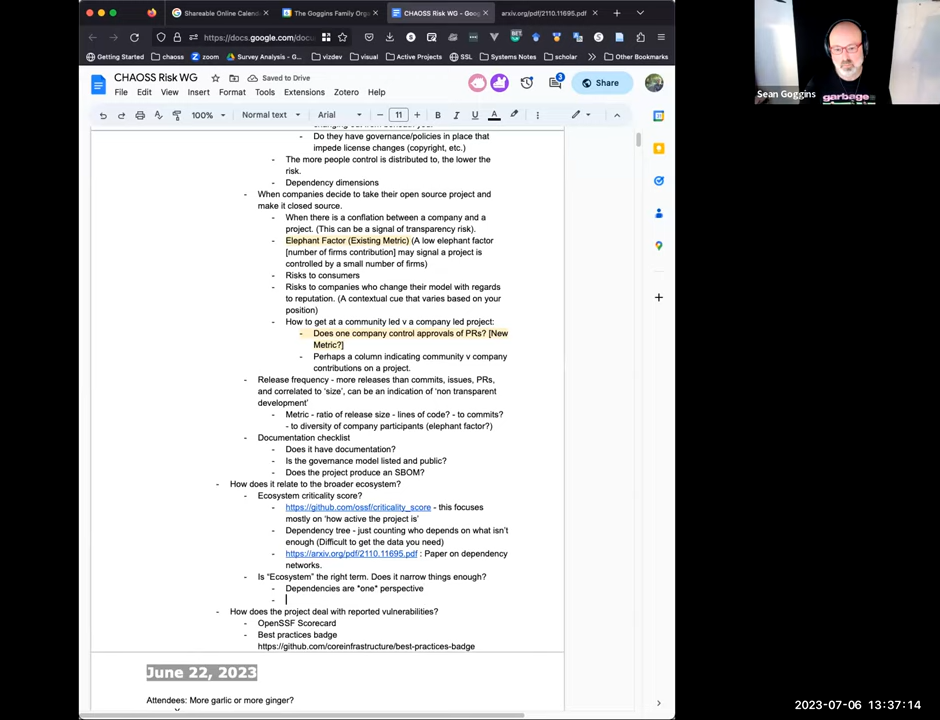 Shareable Online Calend
The Goggins Family Orga
CHAOSS Risk WG - Goo
arxiv.org/pdf/2110.11695.pdf
https://docs.google.com/doc
Getting Started
chaoss
zoom
Survey Analysis - G
vizdev
visual
Active Projects
SSL
Systems Notes
scholar
Other Bookmarks
CHAOSS Risk WG
Saved to Drive
File Edit View Insert Format Tools Extensions Zotero Help
3
Share
100%
Normal text
Arial
11
- Do they have governance/policies in place that
impede license changes (copyright, etc.)
- The more people control is distributed to, the lower the
risk.
- Dependency dimensions
- When companies decide to take their open source project and
make it closed source.
- When there is a conflation between a company and a
project. (This can be a signal of transparency risk).
- Elephant Factor (Existing Metric) (A low elephant factor
[number of firms contribution] may signal a project is
controlled by a small number of firms)
- Risks to consumers
- Risks to companies who change their model with regards
to reputation. (A contextual cue that varies based on your
position)
- How to get at a community led v a company led project:
- Does one company control approvals of PRs? [New
Metric?]
- Perhaps a column indicating community v company
contributions on a project.
- Release frequency - more releases than commits, issues, PRs,
and correlated to ‘size’, can be an indication of ‘non transparent
development’
- Metric - ratio of release size - lines of code? - to commits?
- to diversity of company participants (elephant factor?)
- Documentation checklist
- Does it have documentation?
- Is the governance model listed and public?
- Does the project produce an SBOM?
- How does it relate to the broader ecosystem?
- Ecosystem criticality score?
- https://github.com/ossf/criticality_score - this focuses
mostly on ‘how active the project is’
- Dependency tree - just counting who depends on what isn’t
enough (Difficult to get the data you need)
- https://arxiv.org/pdf/2110.11695.pdf : Paper on dependency
networks.
- Is “Ecosystem” the right term. Does it narrow things enough?
- Dependencies are *one* perspective
-
- How does the project deal with reported vulnerabilities?
- OpenSSF Scorecard
- Best practices badge
https://github.com/coreinfrastructure/best-practices-badge
June 22, 2023
Attendees: More garlic or more ginger?
Sean Goggins
garbage
2023-07-06 13:37:14